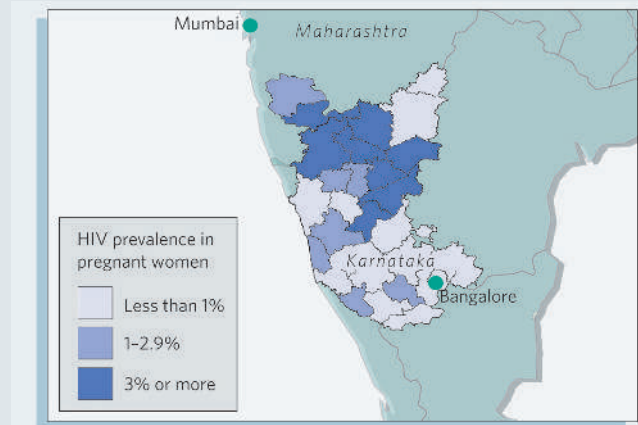 Mumbai
Maharashtra
HIV prevalence in
pregnant women
Less than 1%
1–2.9%
3% or more
Karnataka
Bangalore